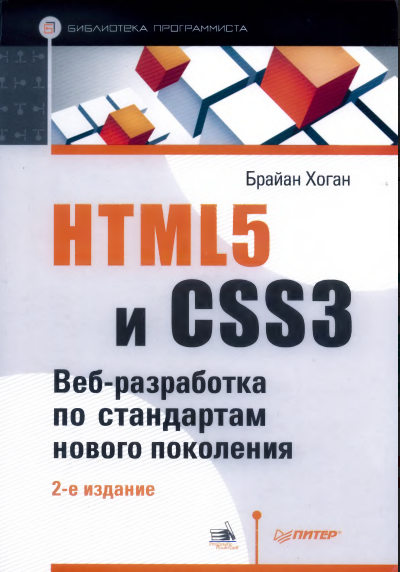 БИБЛИОТЕКА ПРОГРАММИСТА
Брайан Хоган
HTML5
и CSS3
Веб-разработка
по стандартам
нового поколения
2-е издание
ПИТЕР